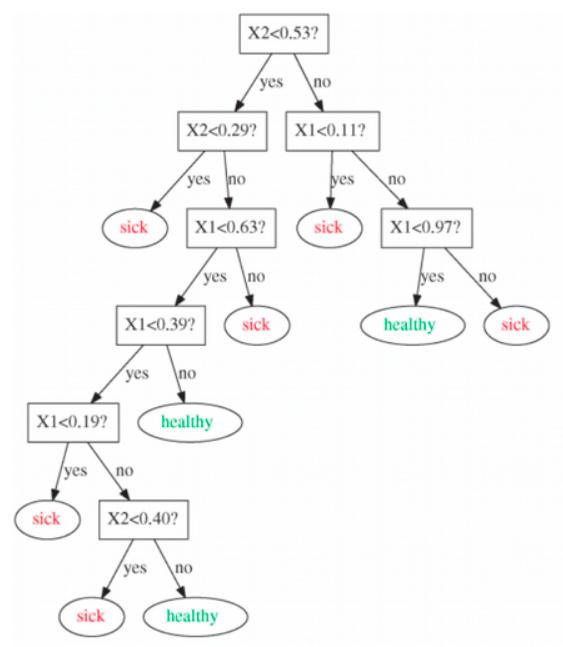 X2<0.53?
yes no
X2<0.29? X1<0.11?
yes no yes no
sick X1<0.63? sick X1<0.97?
yes no yes no
X1<0.39? sick healthy sick
yes no
X1<0.19? healthy
yes no
sick X2<0.40?
yes no
sick healthy